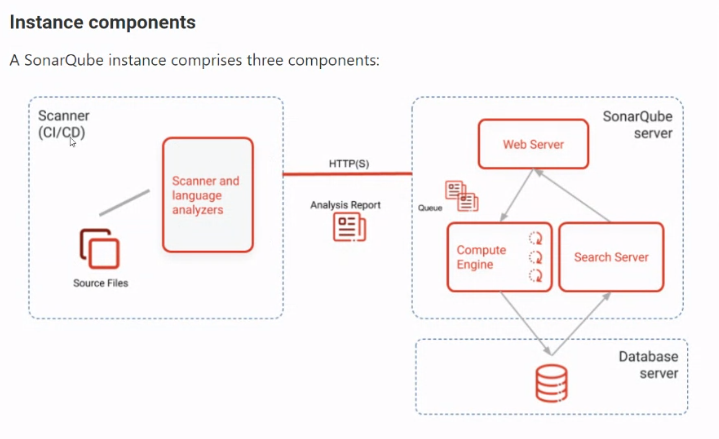 Instance components
A SonarQube instance comprises three components:
Scanner
(CI/CD)
Scanner and
language
analyzers
Source Files
HTTP(S)
Analysis Report
SonarQube
server
Web Server
Queue
Compute
Engine
Search Server
Database
server